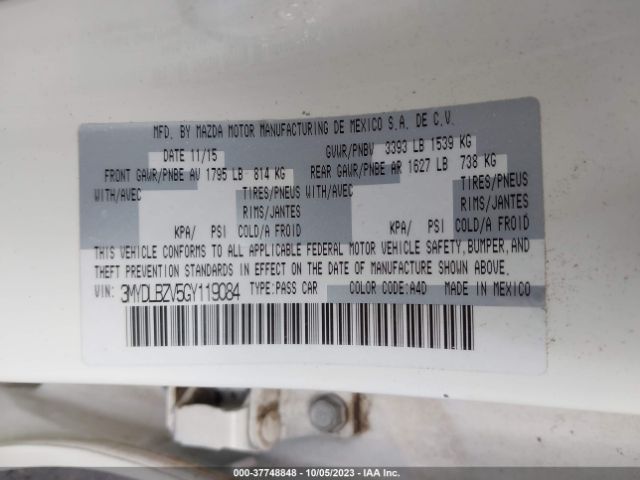 MFD. BY MAZDA MOTOR MANUFACTURING DE MEXICO S.A. DE C.V.
DATE 11/15 GVWR/PNBV 3393 LB 1539 KG
FRONT GAWR/PNBE AV 1795 LB 814 KG REAR GAWR/PNBE AR 1627 LB 738 KG
WITH/AVEC TIRES/PNEUS WITH/AVEC TIRES/PNEUS
RIMS/JANTES RIMS/JANTES
KPA/ PSI COLD/A FROID KPA/ PSI COLD/A FROID
THIS VEHICLE CONFORMS TO ALL APPLICABLE FEDERAL MOTOR VEHICLE SAFETY, BUMPER, AND
THEFT PREVENTION STANDARDS IN EFFECT ON THE DATE OF MANUFACTURE SHOWN ABOVE.
VIN: 3MYDLBZV5GY119084 TYPE:PASS CAR COLOR CODE:A4D MADE IN MEXICO
000-37748848 - 10/05/2023 - IAA Inc.